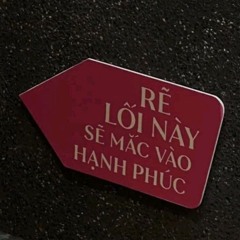 RẼ
LỐI NÀY
SẼ MẮC VÀO
HẠNH PHÚC